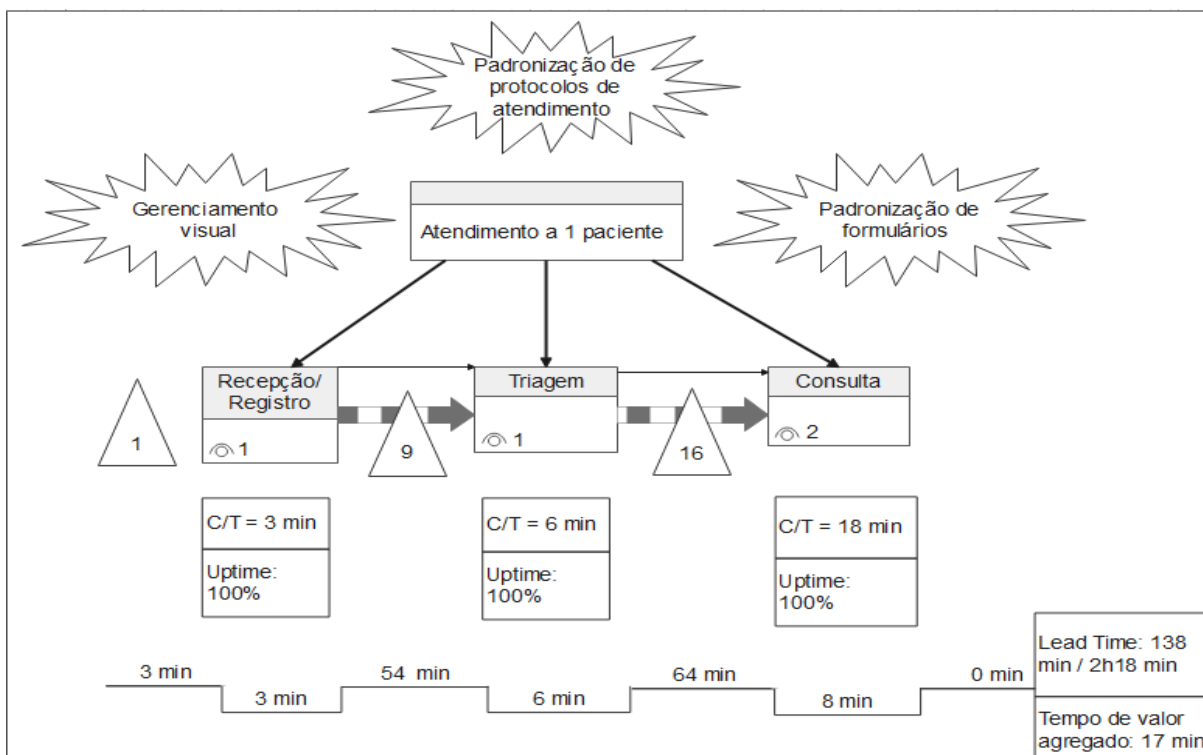 Padronização de
protocolos de
atendimento
Gerenciamento
visual
Padronização de
formulários
Atendimento a 1 paciente
Recepção/
Registro
1
Triagem
1
Consulta
2
1
9
16
C/T = 3 min
Uptime:
100%
C/T = 6 min
Uptime:
100%
C/T = 18 min
Uptime:
100%
3 min
3 min
54 min
6 min
64 min
8 min
0 min
Lead Time: 138
min / 2h18 min
Tempo de valor
agregado: 17 min